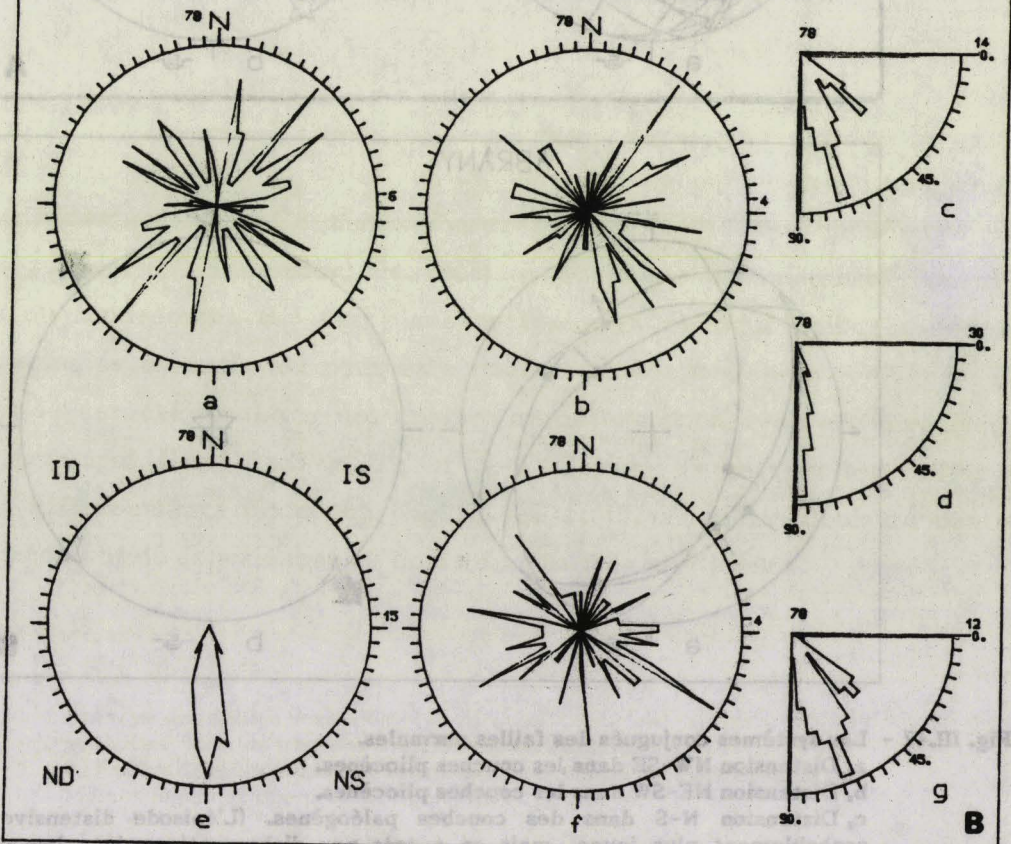 78 N
6
a
78 N
4
b
78
14
0.
45.
90.
c
78
30
0.
45.
90.
d
78 N
ID
IS
15
ND
NS
e
78 N
4
f
78
12
0.
45.
90.
g
B
Fig. III. – Les systèmes conjugués des failles normales.
a. Distension NW-SE dans les couches pliocènes.
b. Distension NE-SW dans les couches pliocènes.
c. Distension N-S dans des couches paléogènes. (L'épisode